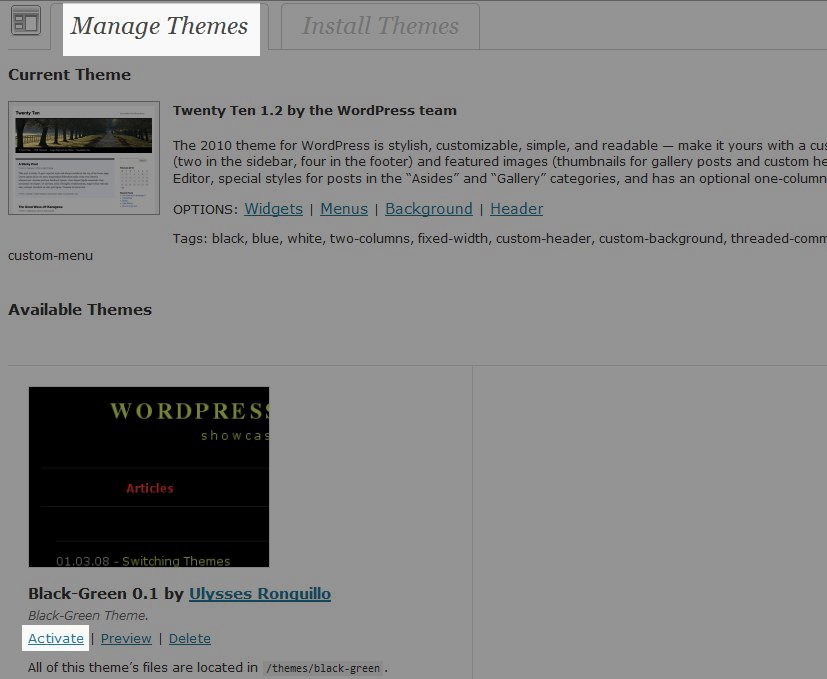 Manage Themes
Install Themes
Current Theme
Twenty Ten
Twenty Ten 1.2 by the WordPress team
The 2010 theme for WordPress is stylish, customizable, simple, and readable — make it yours with a cus
(two in the sidebar, four in the footer) and featured images (thumbnails for gallery posts and custom he
Editor, special styles for posts in the “Asides” and “Gallery” categories, and has an optional one-column
OPTIONS: Widgets | Menus | Background | Header
Tags: black, blue, white, two-columns, fixed-width, custom-header, custom-background, threaded-comm
custom-menu
Available Themes
WORDPRESS
showcas
Articles
01.03.08 - Switching Themes
Black-Green 0.1 by Ulysses Ronquillo
Black-Green Theme.
Activate | Preview | Delete
All of this theme´s files are located in /themes/black-green.